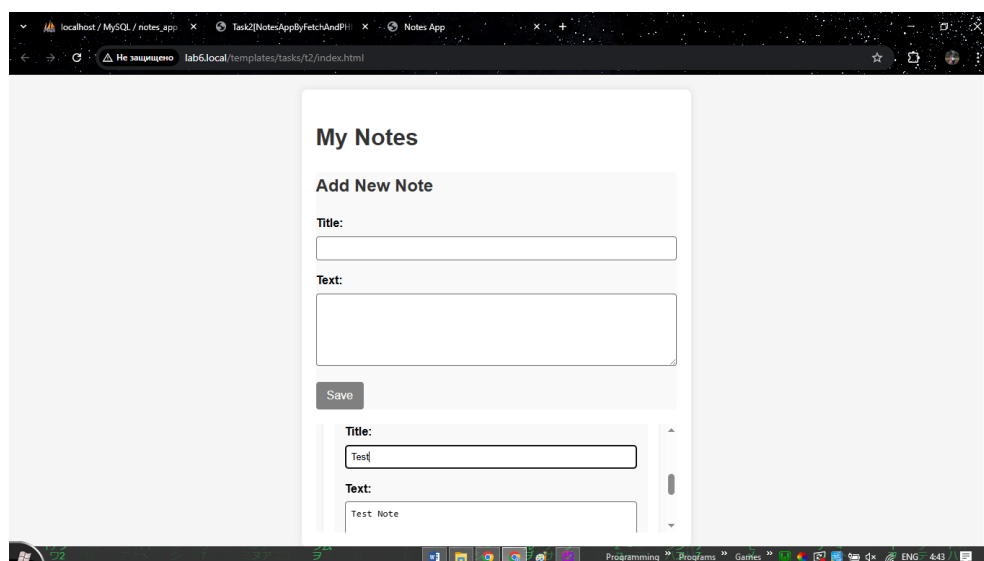 localhost / MySQL / notes_app
Task2[NotesAppByFetchAndPH
Notes App
Не защищено
lab6.local/templates/tasks/t2/index.html
My Notes
Add New Note
Title:
Text:
Save
Title:
Test
Text:
Test Note
Programming » Programs » Games » ENG 4:43